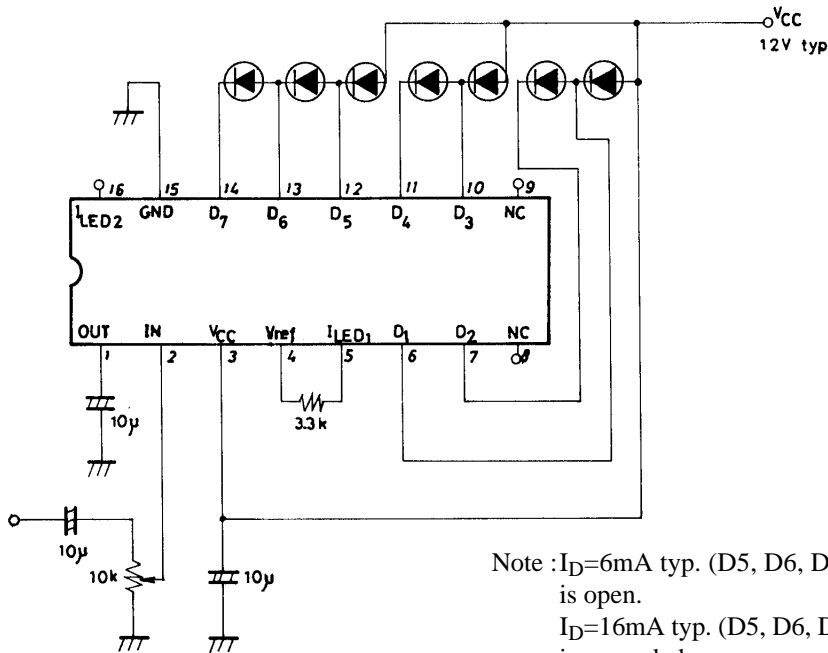 VCC
12V typ
16 15 14 13 12 11 10 9
ILED2 GND D7 D6 D5 D4 D3 NC
OUT IN VCC Vref ILED1 D1 D2 NC
1 2 3 4 5 6 7 8
10μ
3.3k
10μ
10k
10μ
Note : ID=6mA typ. (D5, D6, D
is open.
ID=16mA typ. (D5, D6, D